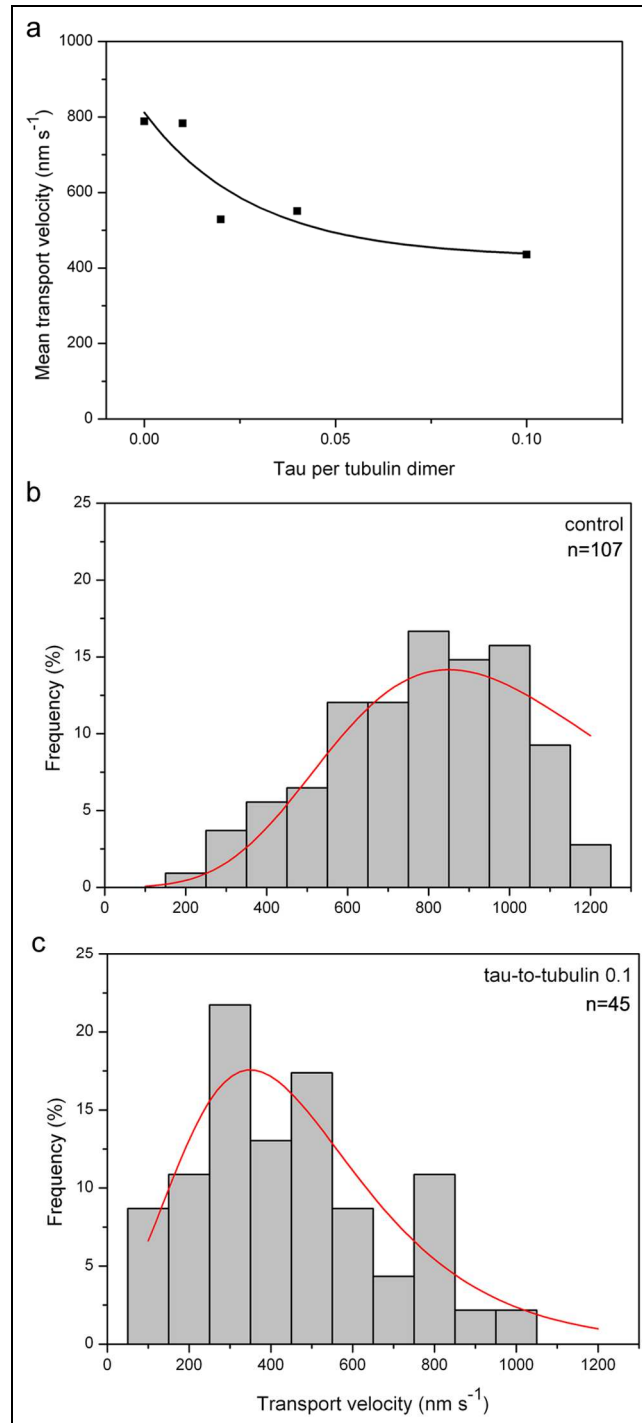 a
1000
800
600
400
200
0
Mean transport velocity (nm s⁻¹)
0.00 0.05 0.10
Tau per tubulin dimer
b
control
n=107
25
20
15
10
5
0
Frequency (%)
0 200 400 600 800 1000 1200
c
tau-to-tubulin 0.1
n=45
25
20
15
10
5
0
Frequency (%)
0 200 400 600 800 1000 1200
Transport velocity (nm s⁻¹)